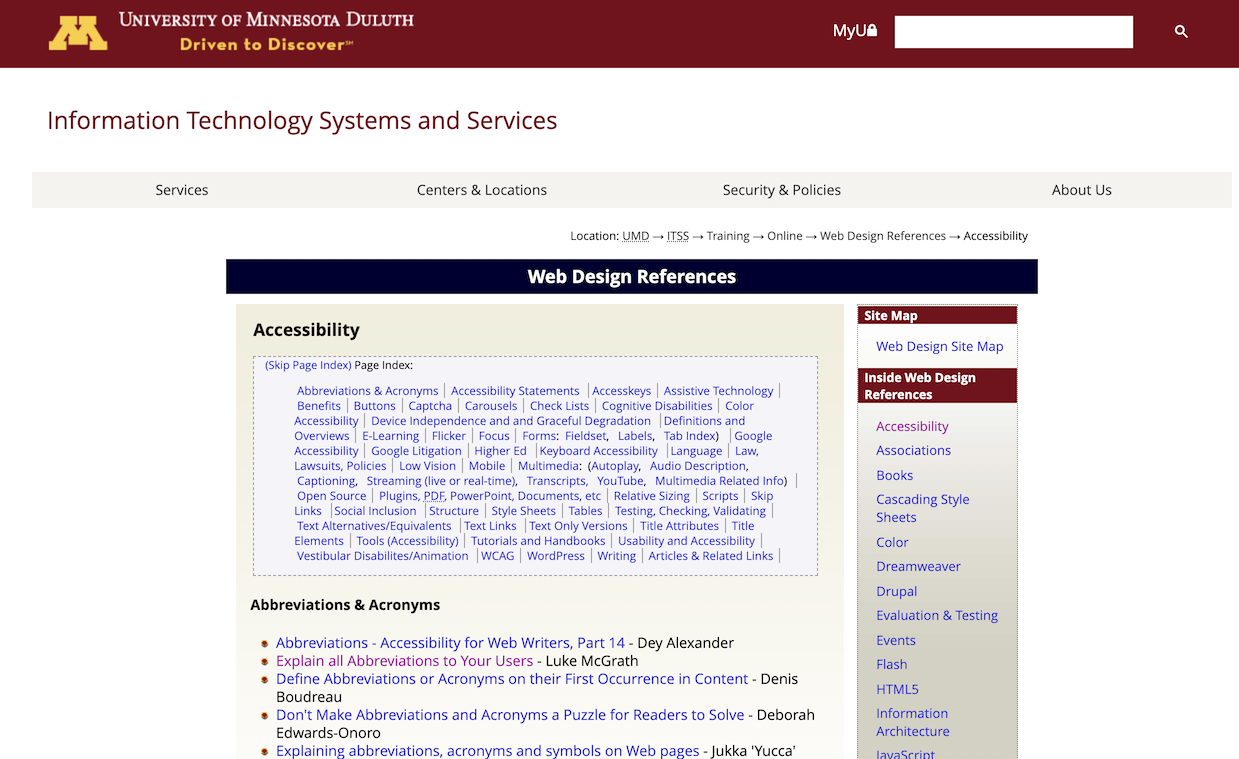 M UNIVERSITY OF MINNESOTA DULUTH
Driven to Discover℠
MyU
Information Technology Systems and Services
Services Centers & Locations Security & Policies About Us
Location: UMD → ITSS → Training → Online → Web Design References → Accessibility
Web Design References
Accessibility
(Skip Page Index) Page Index:
Abbreviations & Acronyms | Accessibility Statements | Accesskeys | Assistive Technology |
Benefits | Buttons | Captcha | Carousels | Check Lists | Cognitive Disabilities | Color
Accessibility | Device Independence and and Graceful Degradation | Definitions and
Overviews | E-Learning | Flicker | Focus | Forms: Fieldset, Labels, Tab Index) | Google
Accessibility | Google Litigation | Higher Ed | Keyboard Accessibility | Language | Law,
Lawsuits, Policies | Low Vision | Mobile | Multimedia: (Autoplay, Audio Description,
Captioning, Streaming (live or real-time), Transcripts, YouTube, Multimedia Related Info) |
Open Source | Plugins, PDF, PowerPoint, Documents, etc | Relative Sizing | Scripts | Skip
Links | Social Inclusion | Structure | Style Sheets | Tables | Testing, Checking, Validating |
Text Alternatives/Equivalents | Text Links | Text Only Versions | Title Attributes | Title
Elements | Tools (Accessibility) | Tutorials and Handbooks | Usability and Accessibility |
Vestibular Disabilites/Animation | WCAG | WordPress | Writing | Articles & Related Links |
Abbreviations & Acronyms
Abbreviations - Accessibility for Web Writers, Part 14 - Dey Alexander
Explain all Abbreviations to Your Users - Luke McGrath
Define Abbreviations or Acronyms on their First Occurrence in Content - Denis
Boudreau
Don't Make Abbreviations and Acronyms a Puzzle for Readers to Solve - Deborah
Edwards-Onoro
Explaining abbreviations, acronyms and symbols on Web pages - Jukka 'Yucca'
Site Map
Web Design Site Map
Inside Web Design
References
Accessibility
Associations
Books
Cascading Style
Sheets
Color
Dreamweaver
Drupal
Evaluation & Testing
Events
Flash
HTML5
Information
Architecture
JavaScript